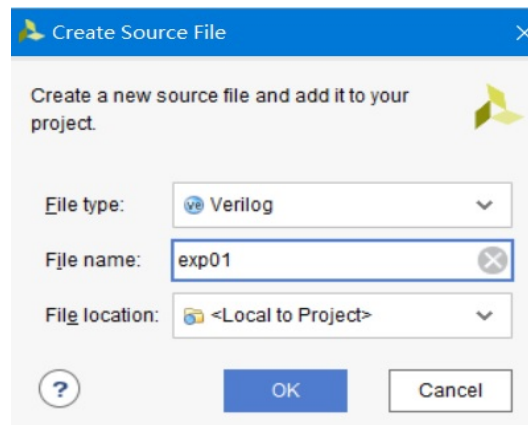 Create Source File
Create a new source file and add it to your
project.
File type: Verilog
File name: exp01
File location: <Local to Project>
? OK Cancel